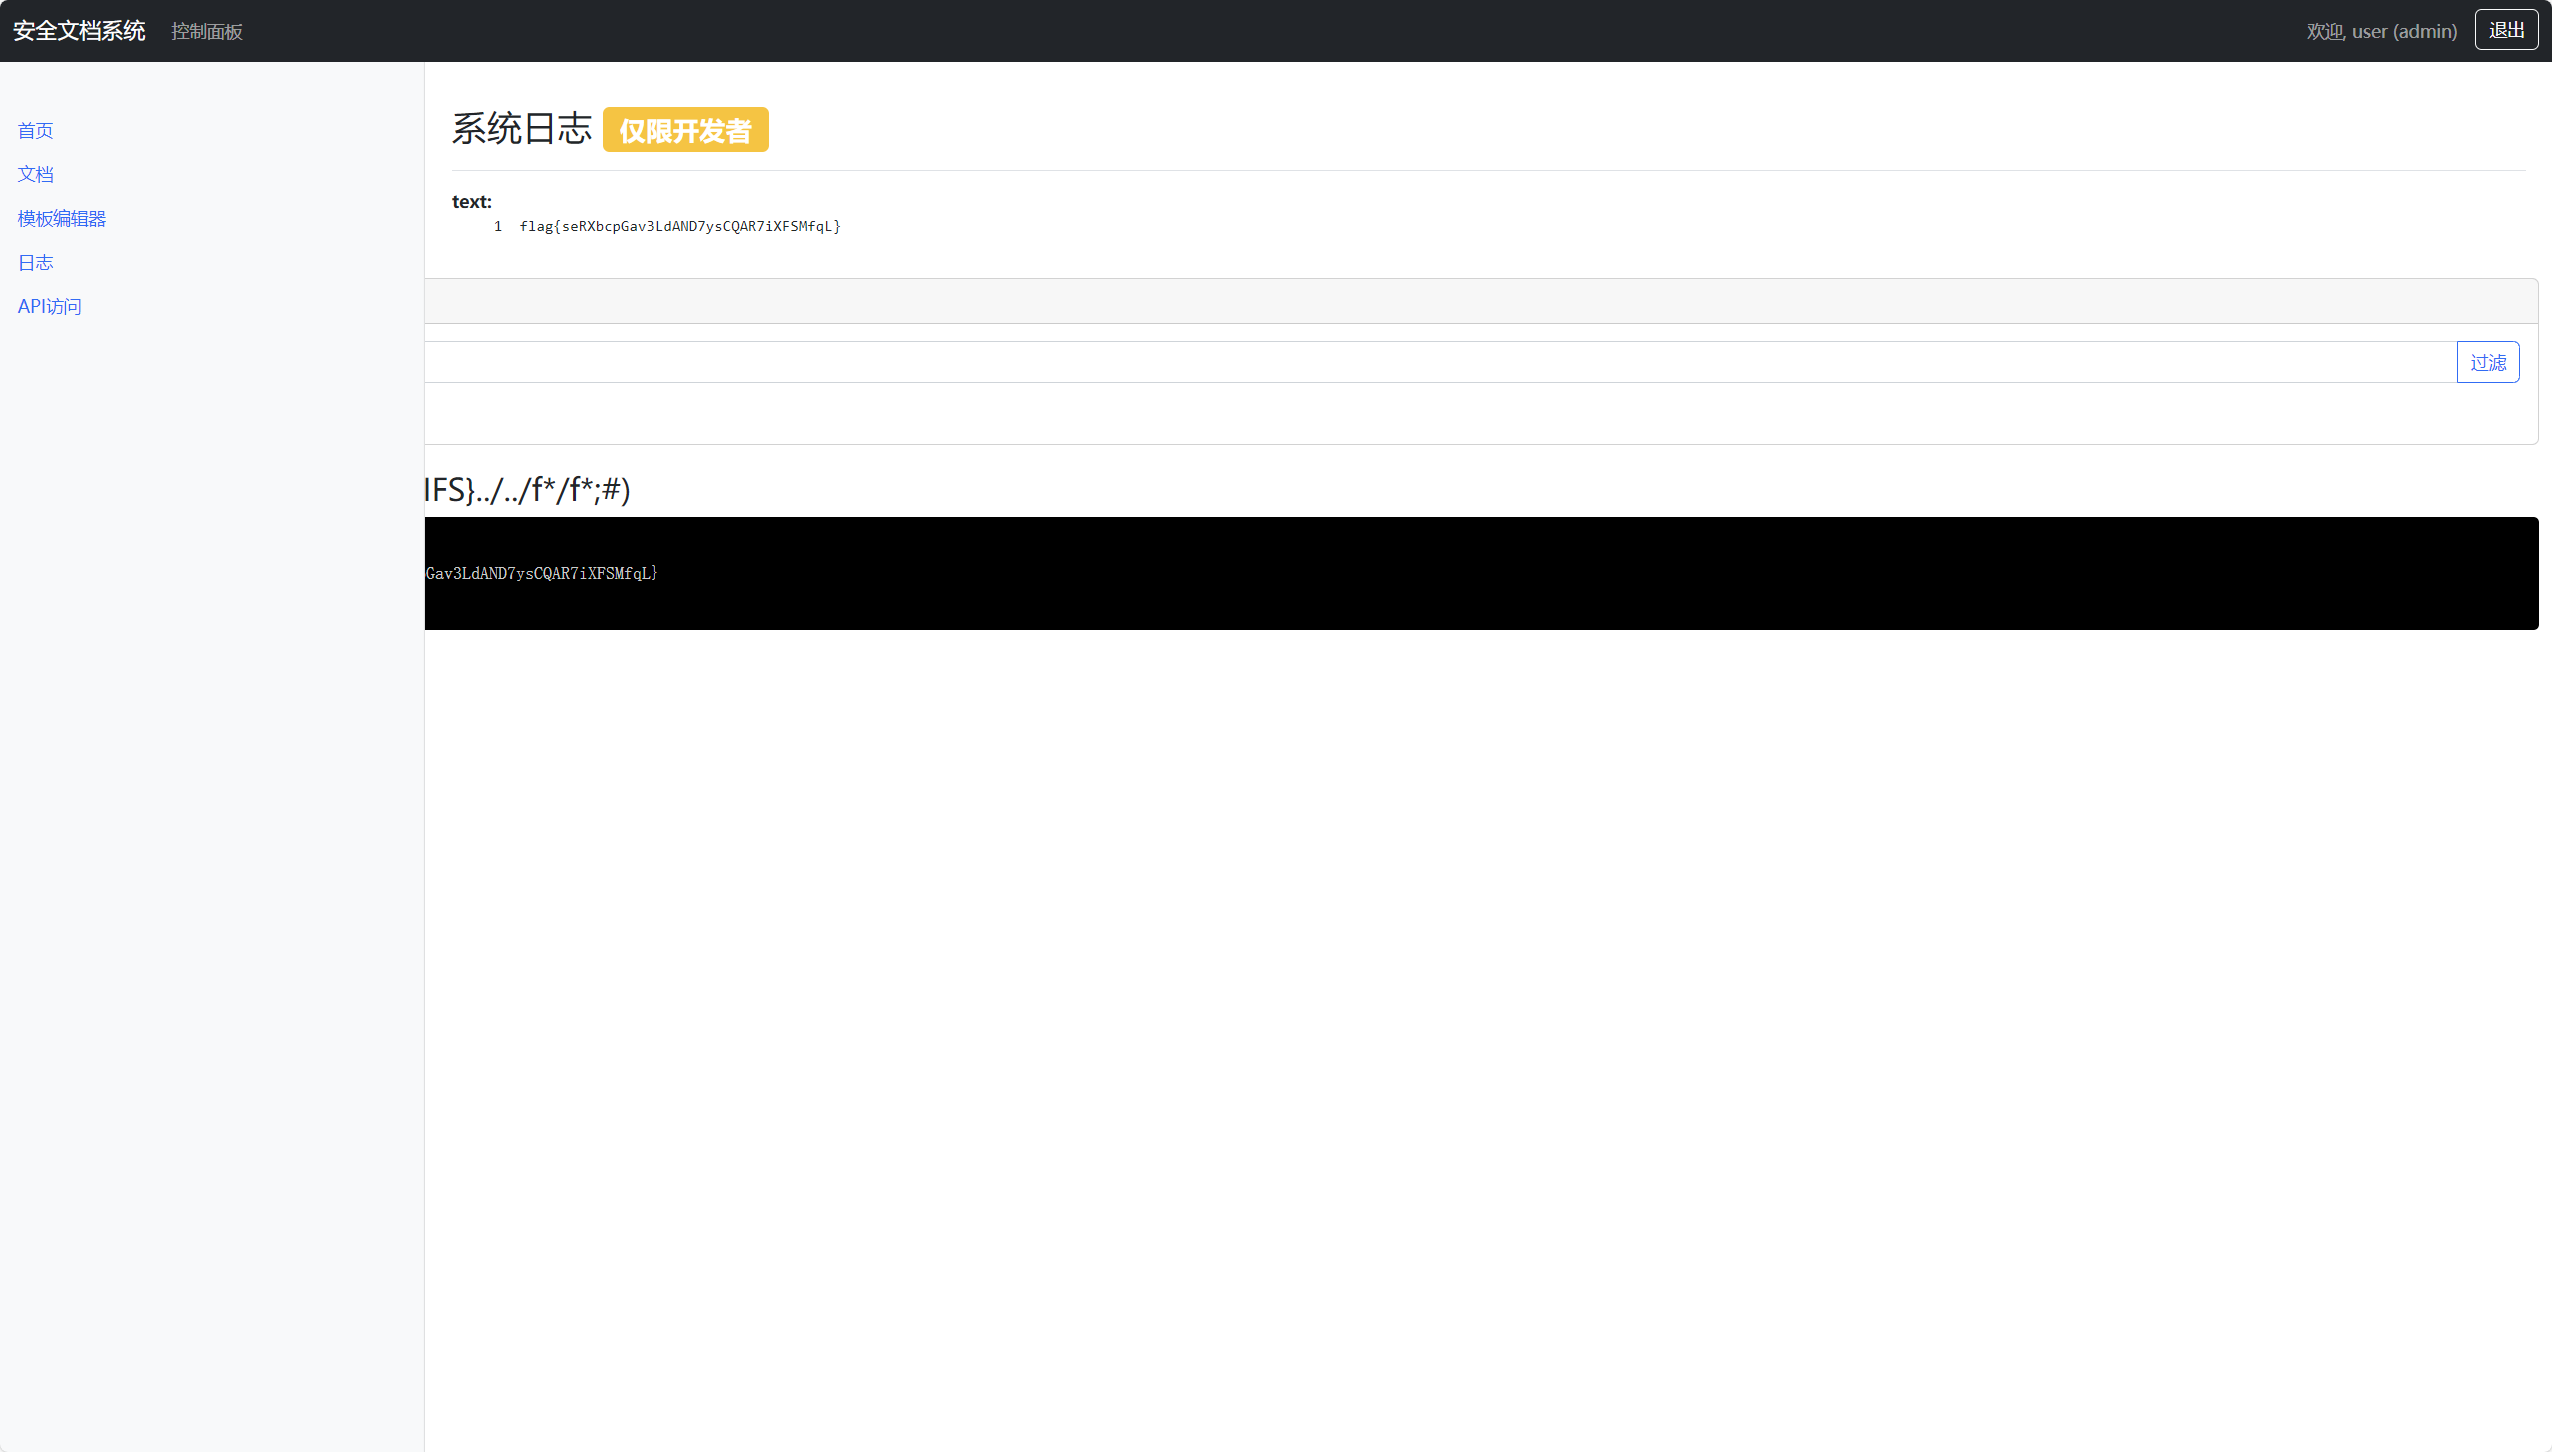 安全文档系统 控制面板 欢迎, user (admin) 退出
首页
文档
模板编辑器
日志
API访问
系统日志 仅限开发者
text:
1 flag{seRXbcpGav3LdAND7ysCQAR7iXFSMfqL}
过滤
IFS}../../f*/f*;#)
Gav3LdAND7ysCQAR7iXFSMfqL}